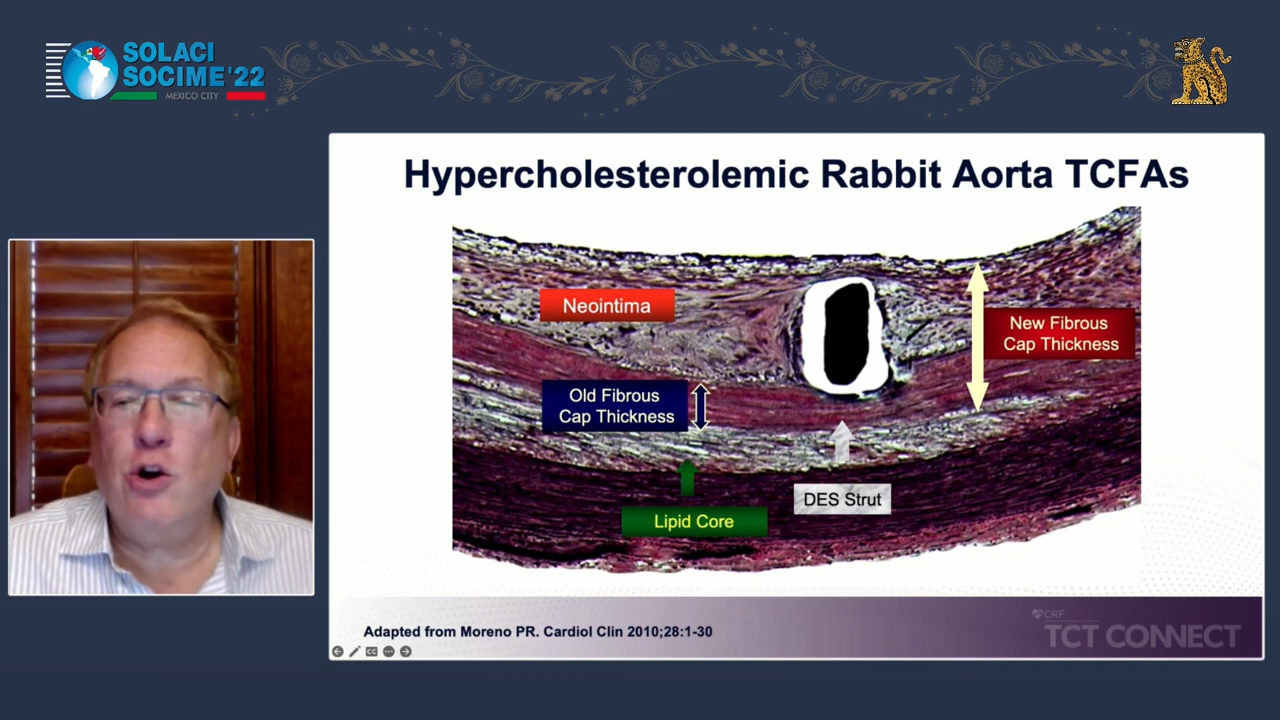 SOLACI
SOCIME'22
MEXICO CITY
Hypercholesterolemic Rabbit Aorta TCFAs
Neointima
New Fibrous
Cap Thickness
Old Fibrous
Cap Thickness
DES Strut
Lipid Core
Adapted from Moreno PR. Cardiol Clin 2010;28:1-30
CRF
TCT CONNECT
CC